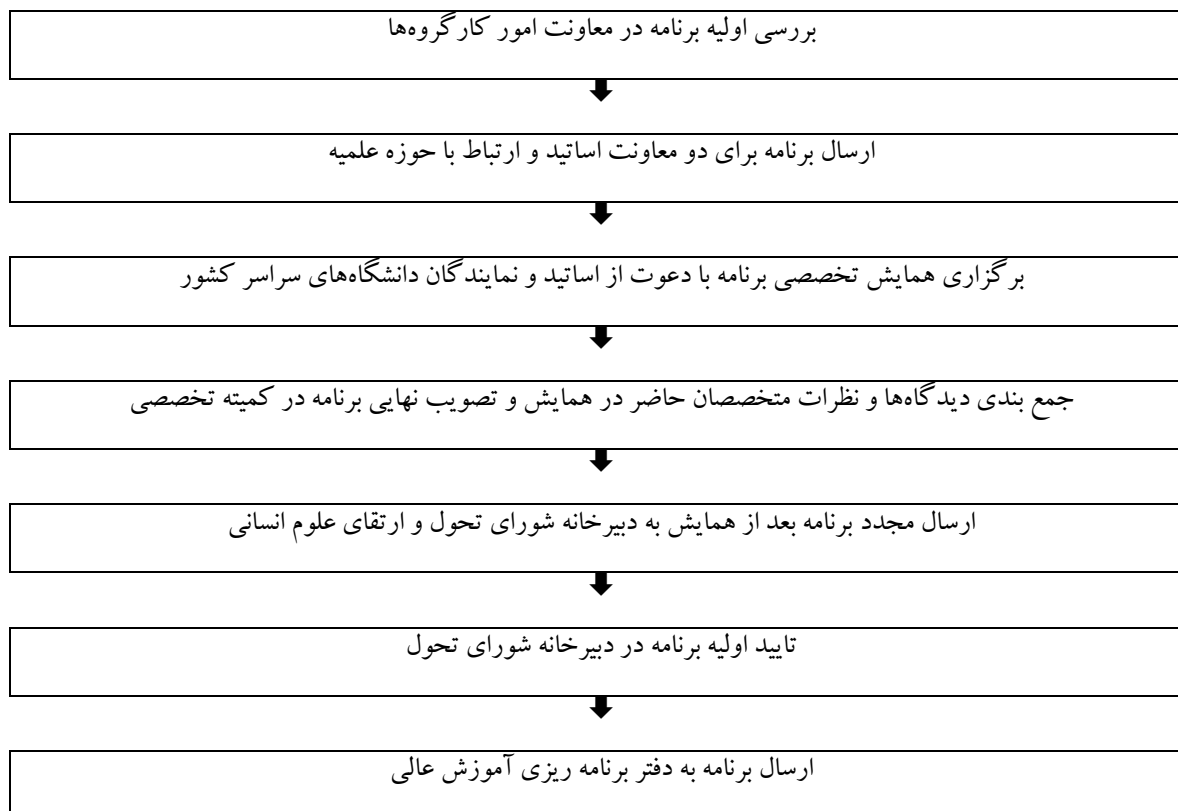 بررسی اولیه برنامه در معاونت امور کارگروه‌ها
ارسال برنامه برای دو معاونت اساتید و ارتباط با حوزه علمیه
برگزاری همایش تخصصی برنامه با دعوت از اساتید و نمایندگان دانشگاه‌های سراسر کشور
جمع بندی دیدگاه‌ها و نظرات متخصصان حاضر در همایش و تصویب نهایی برنامه در کمیته تخصصی
ارسال مجدد برنامه بعد از همایش به دبیرخانه شورای تحول و ارتقای علوم انسانی
تایید اولیه برنامه در دبیرخانه شورای تحول
ارسال برنامه به دفتر برنامه ریزی آموزش عالی